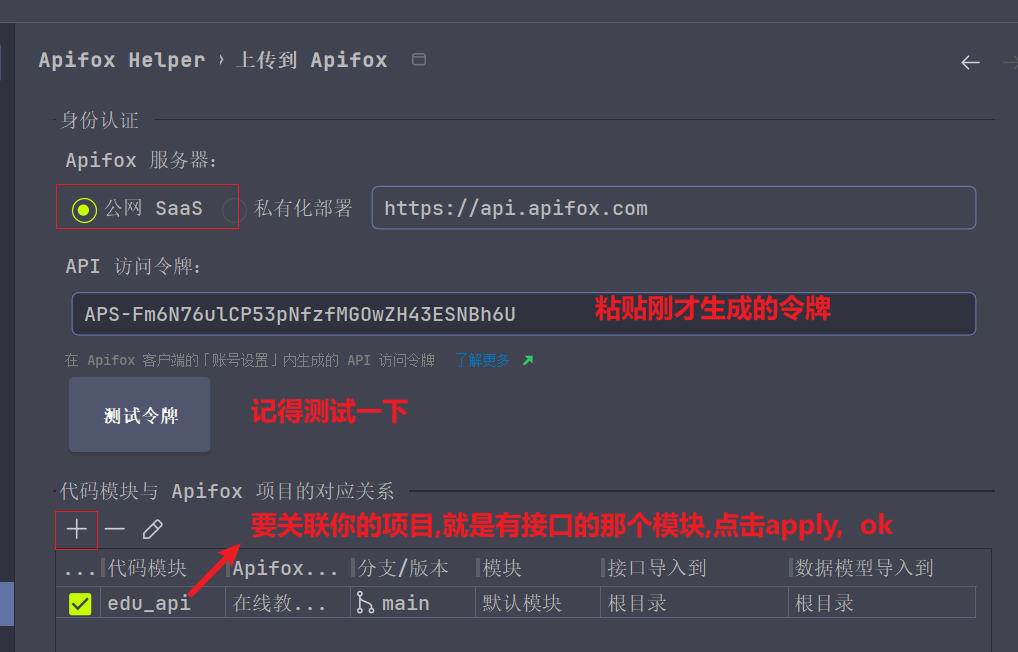 Apifox Helper › 上传到 Apifox
身份认证
Apifox 服务器:
公网 SaaS 私有化部署 https://api.apifox.com
API 访问令牌:
APS-Fm6N76ulCP53pNfzfMGOwZH43ESNBh6U 粘贴刚才生成的令牌
在 Apifox 客户端的「账号设置」内生成的 API 访问令牌 了解更多
测试令牌 记得测试一下
代码模块与 Apifox 项目的对应关系
要关联你的项目,就是有接口的那个模块,点击apply, ok
... 代码模块 Apifox... 分支/版本 模块 接口导入到 数据模型导入到
edu_api 在线教... main 默认模块 根目录 根目录